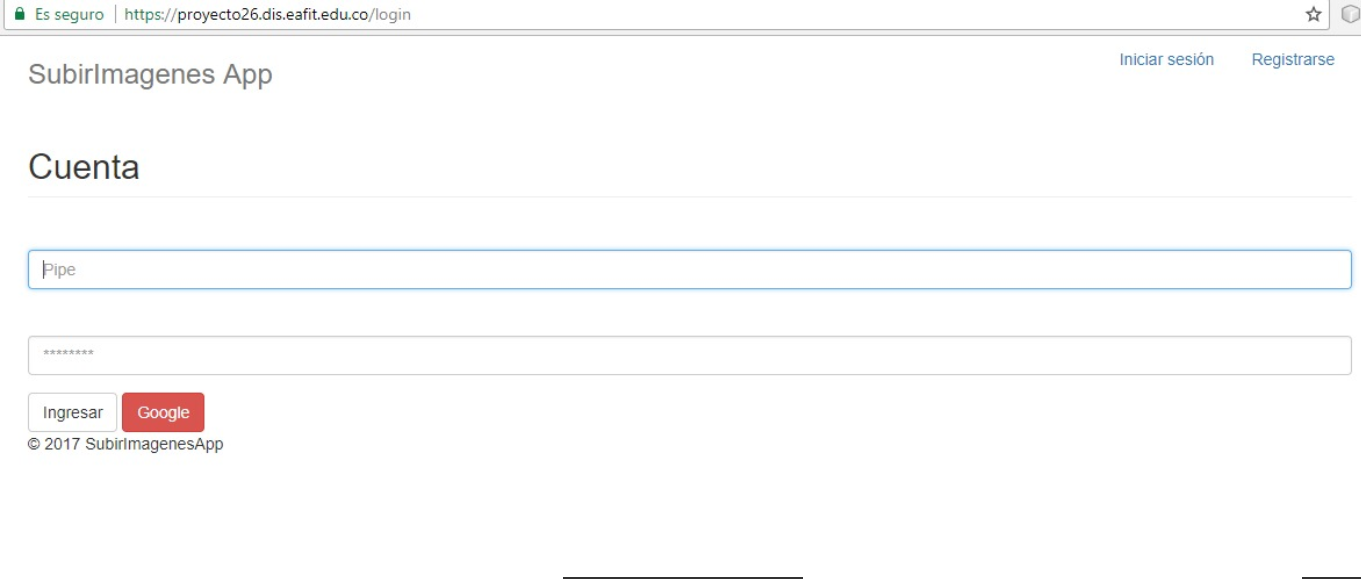 Es seguro | https://proyecto26.dis.eafit.edu.co/login
SubirImagenes App
Iniciar sesión Registrarse
Cuenta
Pipe
********
Ingresar Google
© 2017 SubirImagenesApp